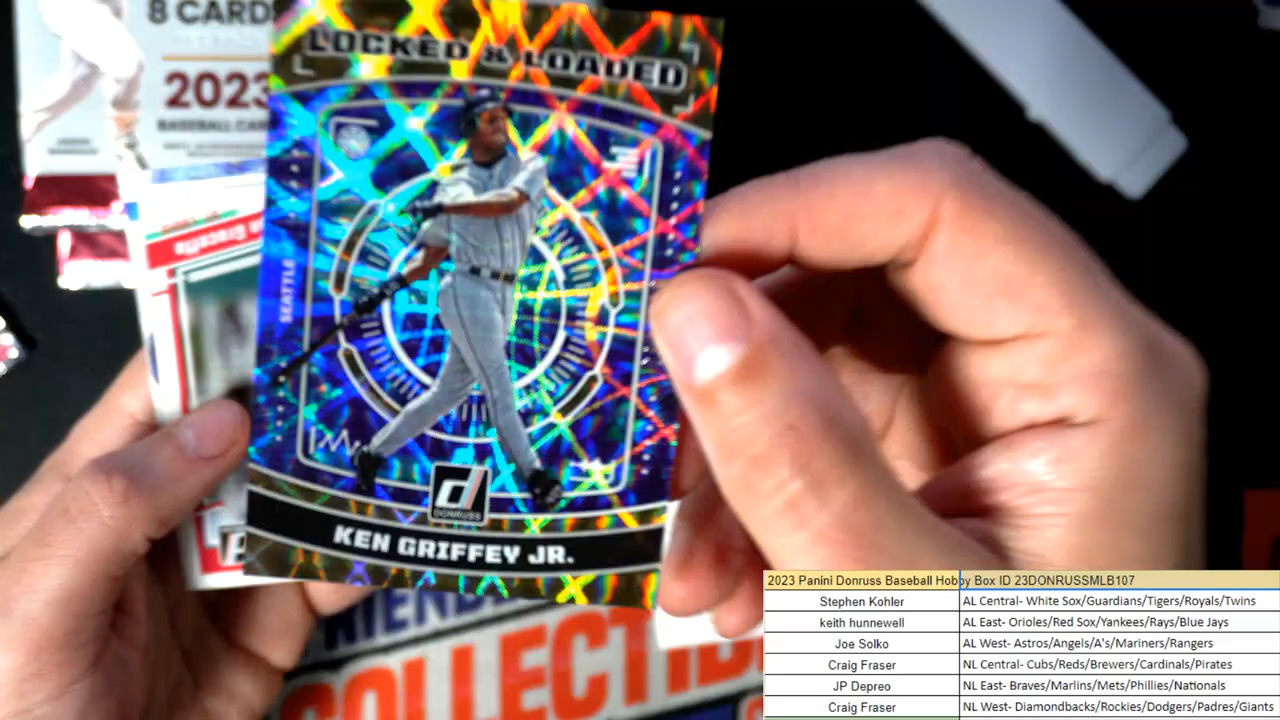 8 CARDS
2023
LOCKED & LOADED
SEATTLE
d
DONRUSS
KEN GRIFFEY JR.
COLLECTIB
2023 Panini Donruss Baseball Hobby Box ID 23DONRUSSMLB107
Stephen Kohler AL Central- White Sox/Guardians/Tigers/Royals/Twins
keith hunnewell AL East- Orioles/Red Sox/Yankees/Rays/Blue Jays
Joe Solko AL West- Astros/Angels/A's/Mariners/Rangers
Craig Fraser NL Central- Cubs/Reds/Brewers/Cardinals/Pirates
JP Depreo NL East- Braves/Marlins/Mets/Phillies/Nationals
Craig Fraser NL West- Diamondbacks/Rockies/Dodgers/Padres/Giants